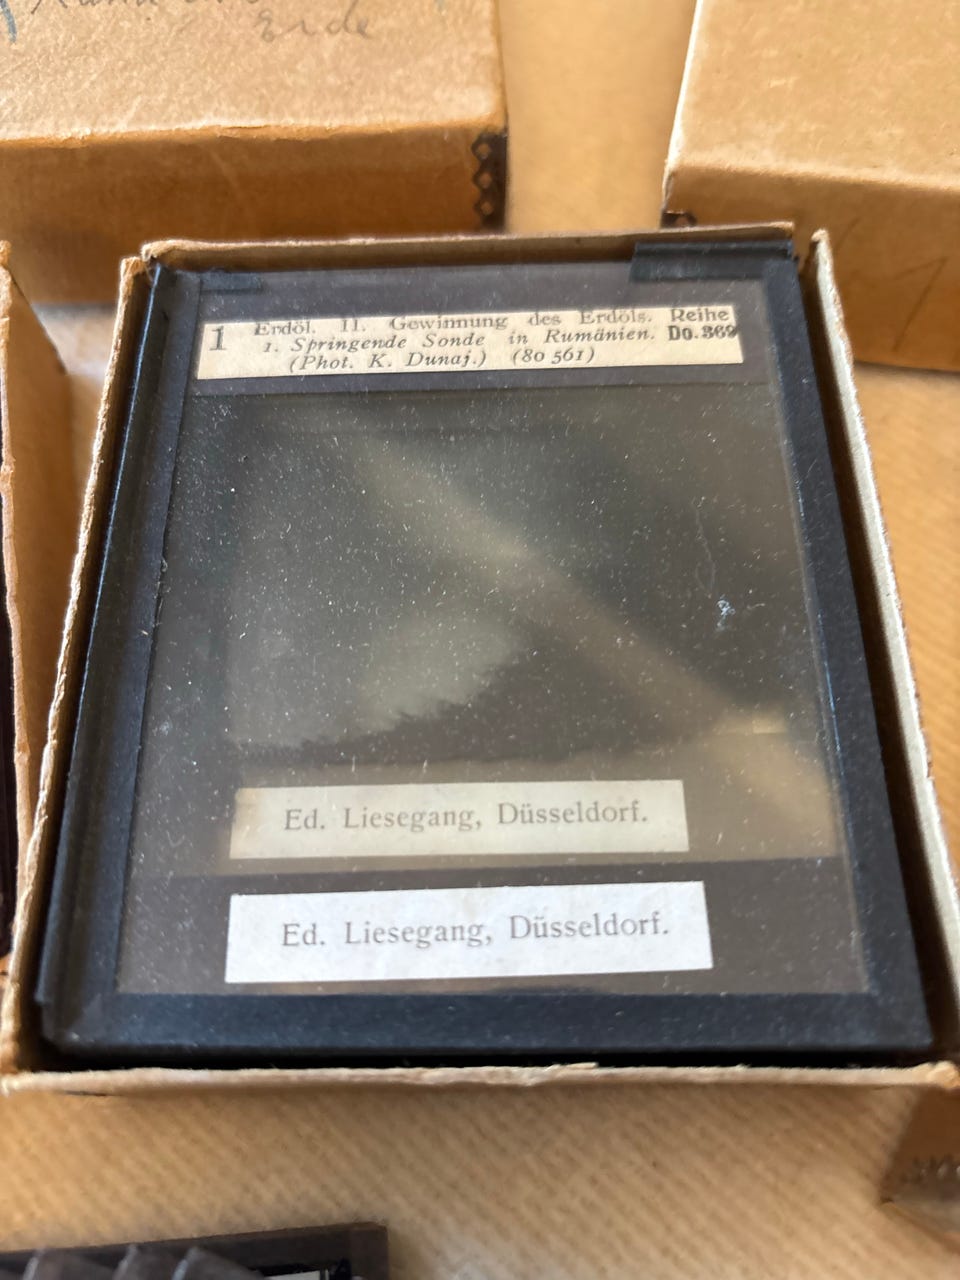 Erde
1 Erdöl. II. Gewinnung des Erdöls. Reihe
1. Springende Sonde in Rumänien. Do. 369
(Phot. K. Dunaj.) (80 561)
Ed. Liesegang, Düsseldorf.
Ed. Liesegang, Düsseldorf.